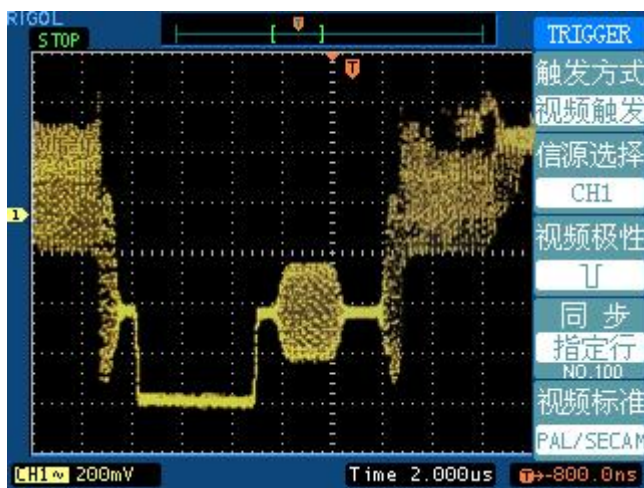 RIGOL
STOP
T
T
1
TRIGGER
触发方式
视频触发
信源选择
CH1
视频极性
同 步
指定行
NO.100
视频标准
PAL/SECAM
CH1~ 200mV
Time 2.000us
T→-800.0ns